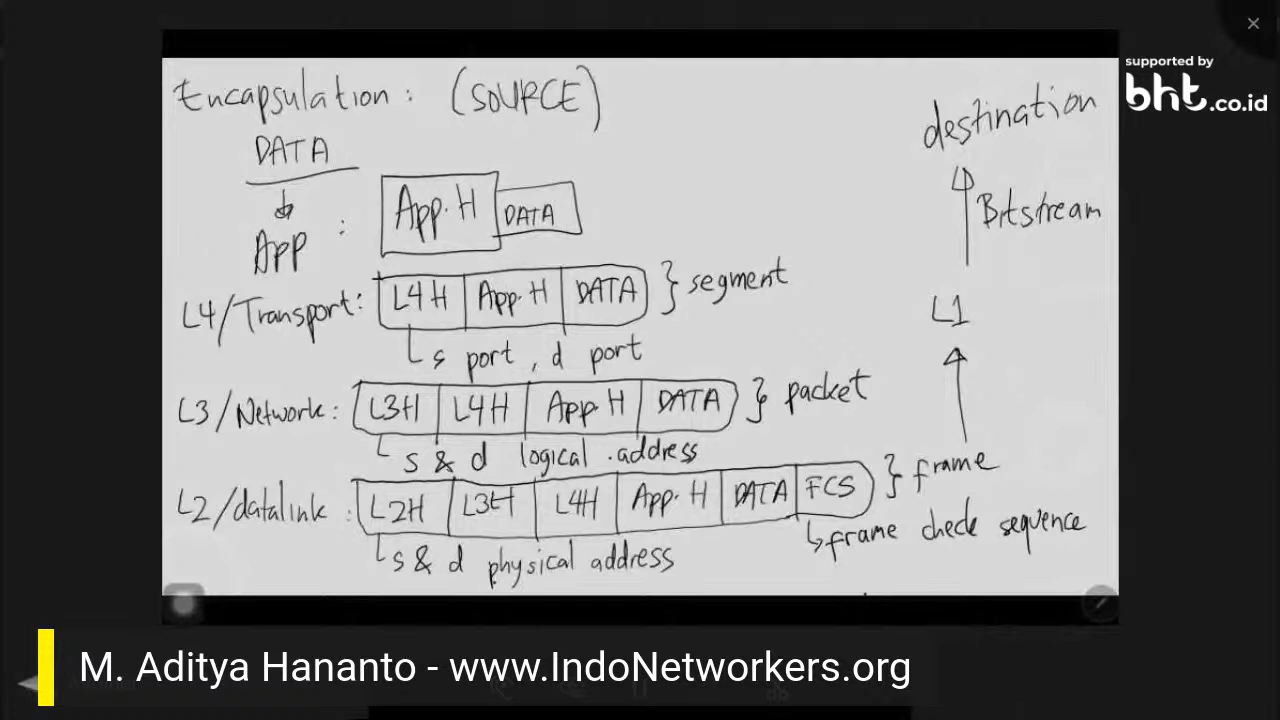 supported by
bht.co.id
Encapsulation: (SOURCE)
destination
DATA
Bitstream
App: App.H DATA
L4/Transport: L4H App.H DATA } segment
s port, d port
L1
L3/Network: L3H L4H App.H DATA } packet
s & d logical address
L2/datalink: L2H L3H L4H App.H DATA FCS } frame
s & d physical address
frame check sequence
M. Aditya Hananto - www.IndoNetworkers.org